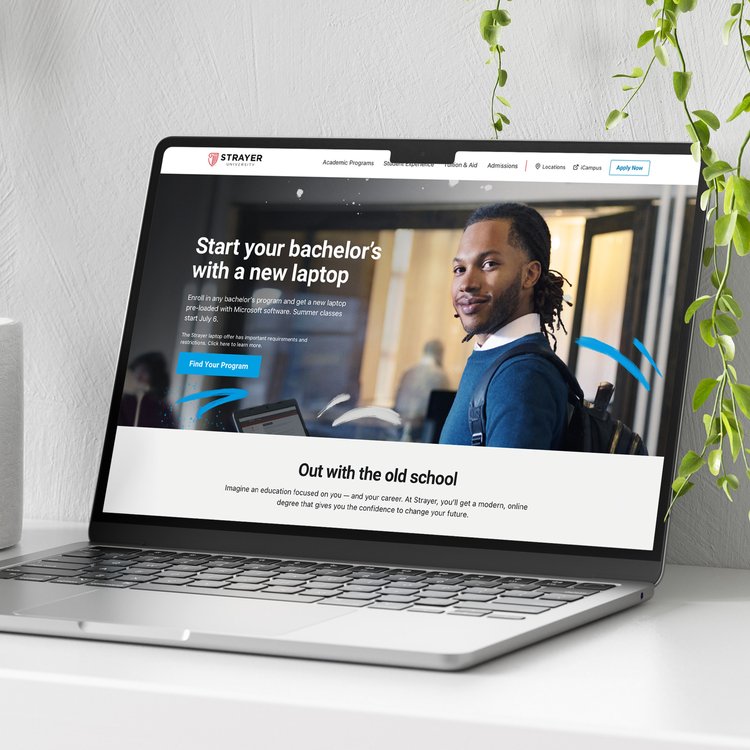 STRAYER
UNIVERSITY
Academic Programs Student Experience Tuition & Aid Admissions Locations iCampus Apply Now
Start your bachelor's
with a new laptop
Enroll in any bachelor's program and get a new laptop
pre-loaded with Microsoft software. Summer classes
start July 6.
The Strayer laptop offer has important requirements and
restrictions. Click here to learn more.
Find Your Program
Out with the old school
Imagine an education focused on you — and your career. At Strayer, you'll get a modern, online
degree that gives you the confidence to change your future.